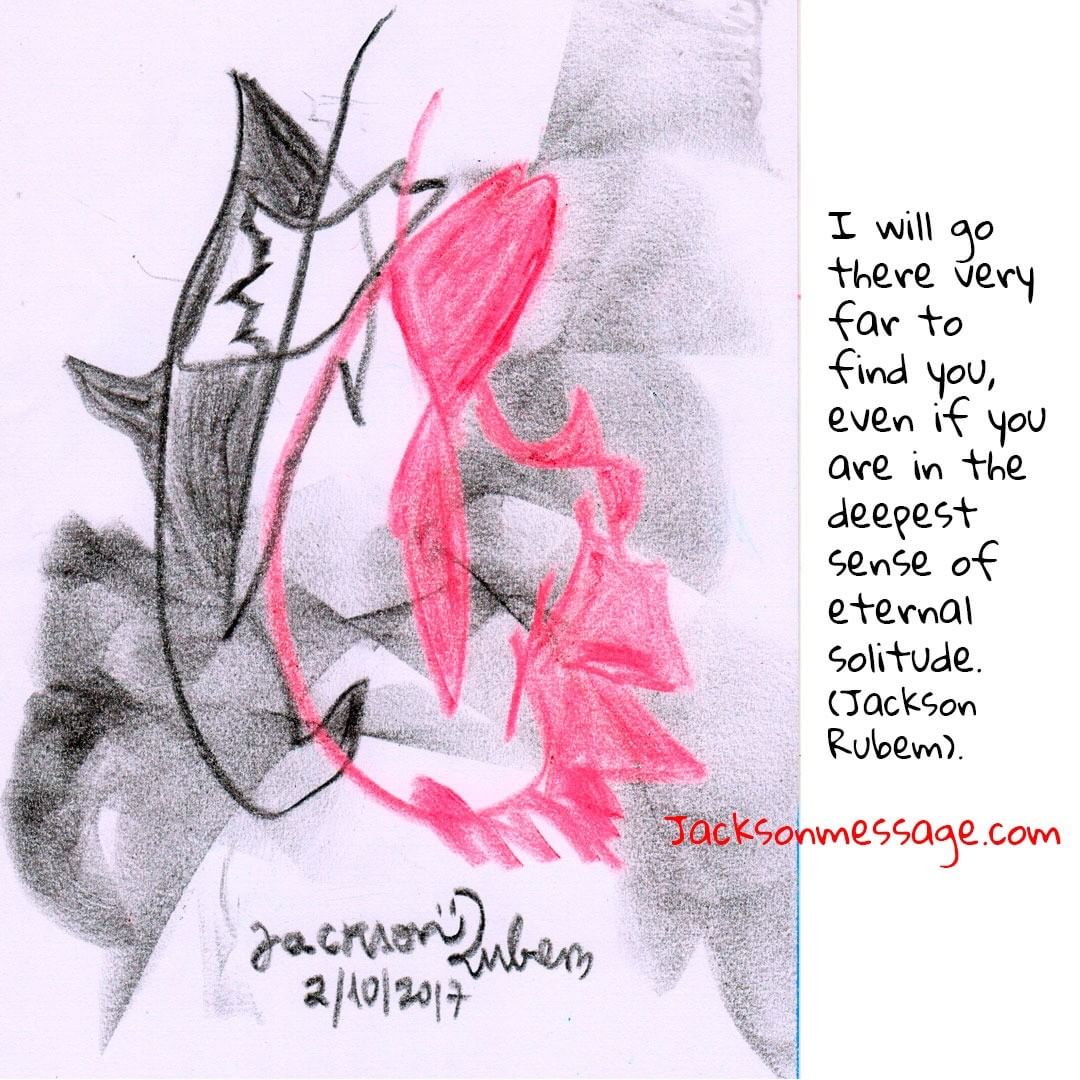 I will go
there very
far to
find you,
even if you
are in the
deepest
sense of
eternal
solitude.
(Jackson
Rubem).
Jacksonmessage.com
Jackson Rubem
2/10/2017